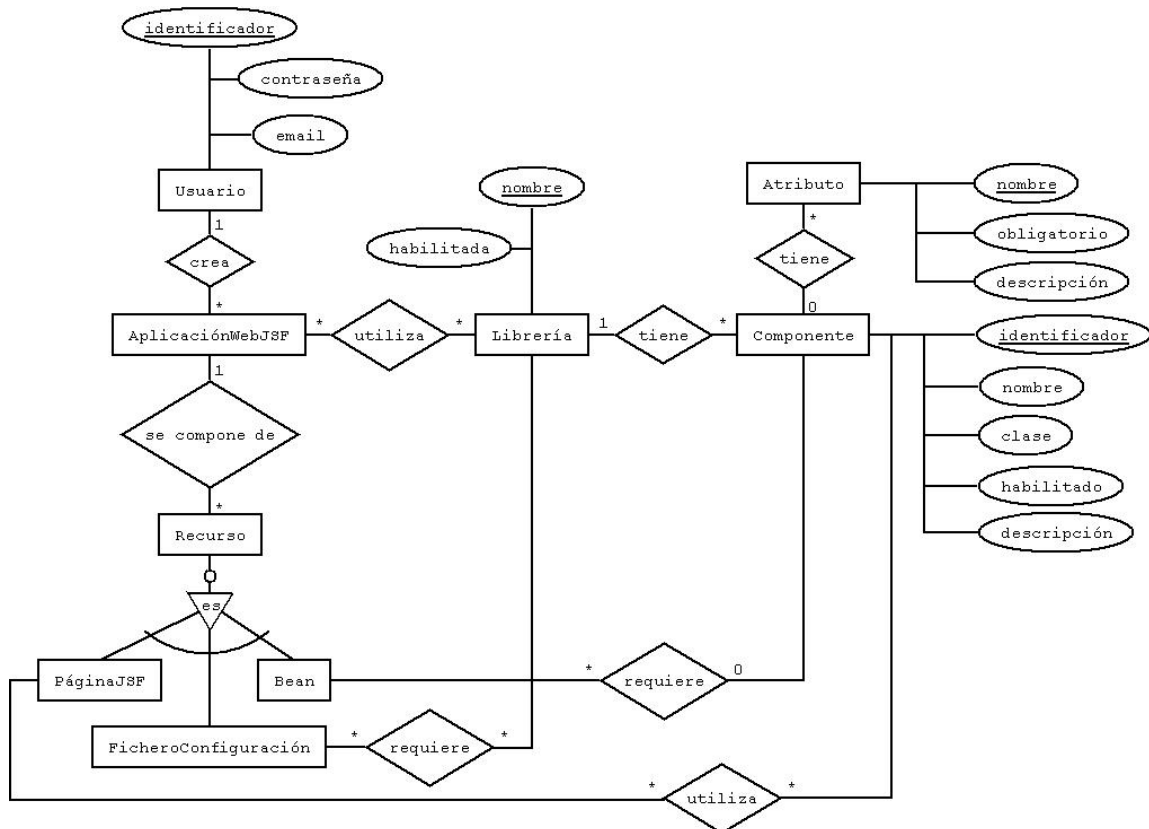 identificador
contraseña
email
Usuario
nombre
Atributo
nombre
1
*
habilitada
obligatorio
crea
tiene
descripción
*
0
AplicaciónWebJSF
*
utiliza
*
Librería
1
tiene
*
Componente
identificador
1
nombre
se compone de
clase
habilitado
*
Recurso
descripción
es
PáginaJSF
Bean
*
requiere
0
FicheroConfiguración
*
requiere
*
*
utiliza
*